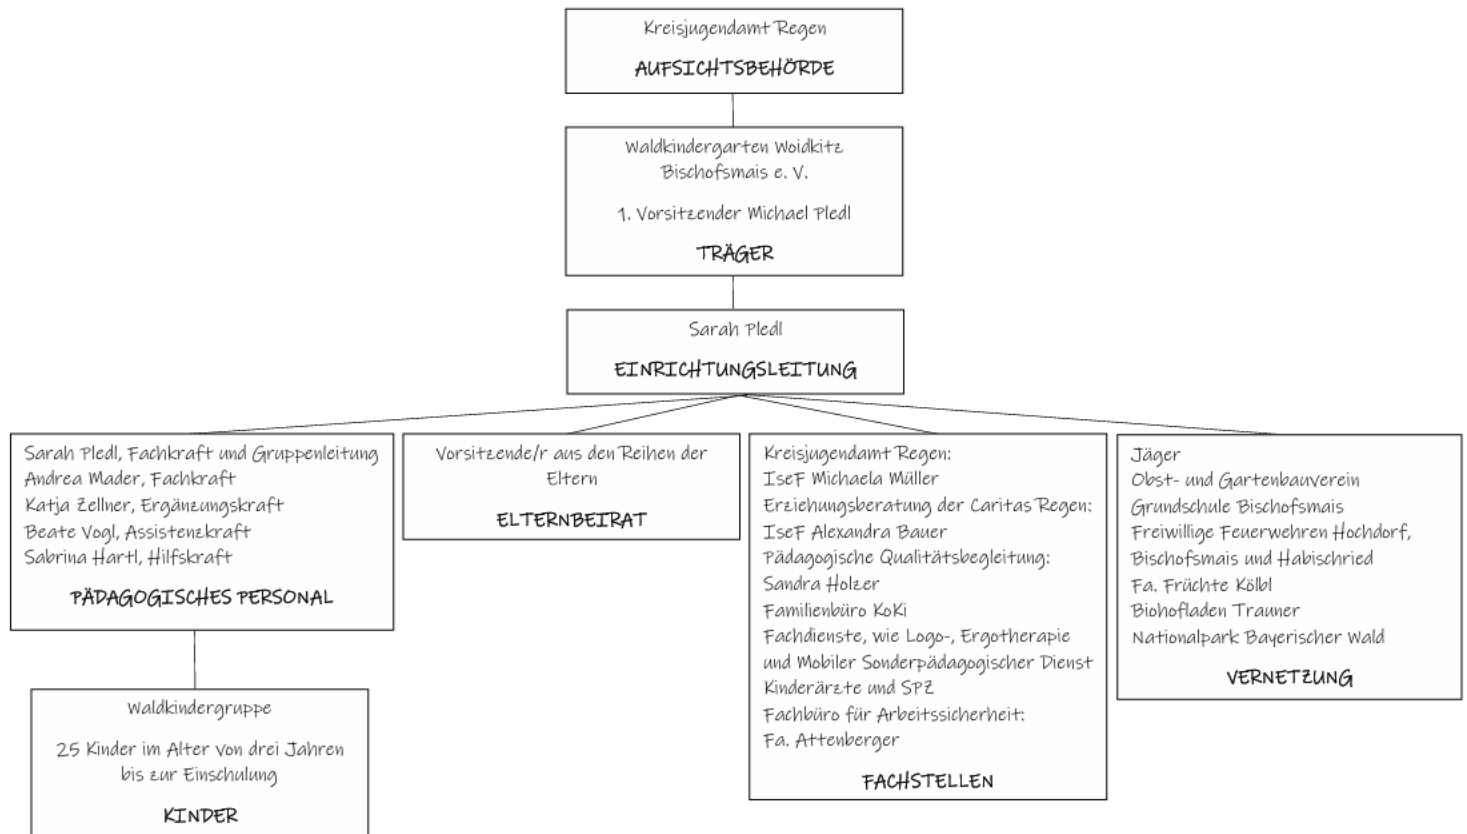 Kreisjugendamt Regen
AUFSICHTSBEHÖRDE
Waldkindergarten Woidkitz
Bischofsmais e. V.
1. Vorsitzender Michael Pledl
TRÄGER
Sarah Pledl
EINRICHTUNGSLEITUNG
Sarah Pledl, Fachkraft und Gruppenleitung
Andrea Mader, Fachkraft
Katja Zellner, Ergänzungskraft
Beate Vogl, Assistenzkraft
Sabrina Hartl, Hilfskraft
PÄDAGOGISCHES PERSONAL
Waldkindergruppe
25 Kinder im Alter von drei Jahren
bis zur Einschulung
KINDER
Vorsitzende/r aus den Reihen der
Eltern
ELTERNBEIRAT
Kreisjugendamt Regen:
IseF Michaela Müller
Erziehungsberatung der Caritas Regen:
IseF Alexandra Bauer
Pädagogische Qualitätsbegleitung:
Sandra Holzer
Familienbüro KoKi
Fachdienste, wie Logo-, Ergotherapie
und Mobiler Sonderpädagogischer Dienst
Kinderärzte und SPZ
Fachbüro für Arbeitssicherheit:
Fa. Attenberger
FACHSTELLEN
Jäger
Obst- und Gartenbauverein
Grundschule Bischofsmais
Freiwillige Feuerwehren Hochdorf,
Bischofsmais und Habischried
Fa. Früchte Kölbl
Biohofladen Trauner
Nationalpark Bayerischer Wald
VERNETZUNG